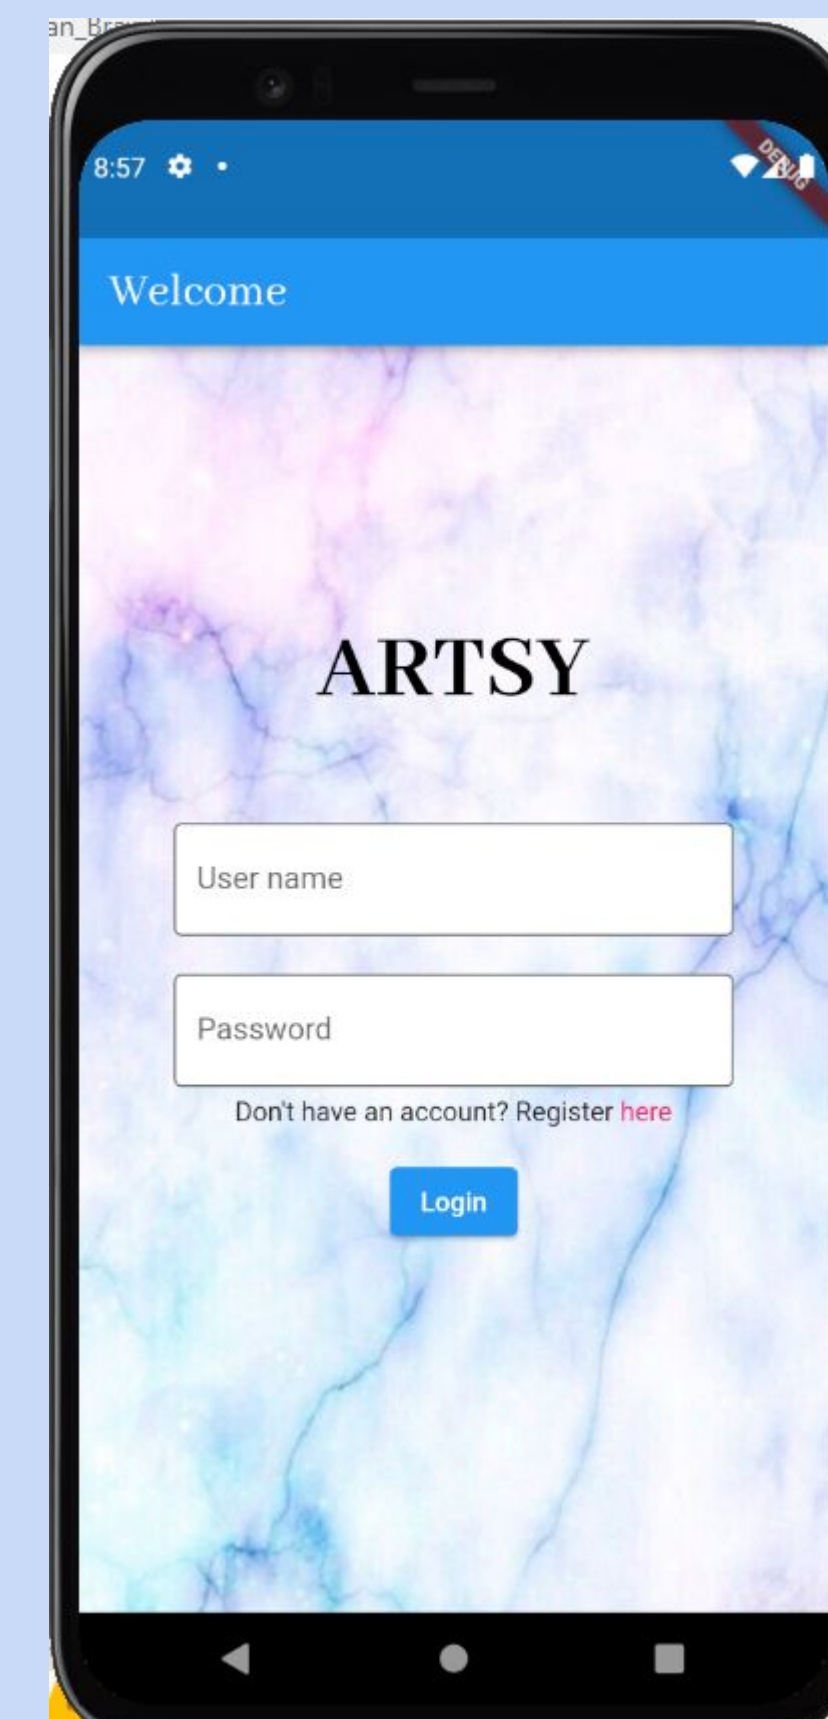 8:57
DEBUG
Welcome
ARTSY
User name
Password
Don't have an account? Register here
Login